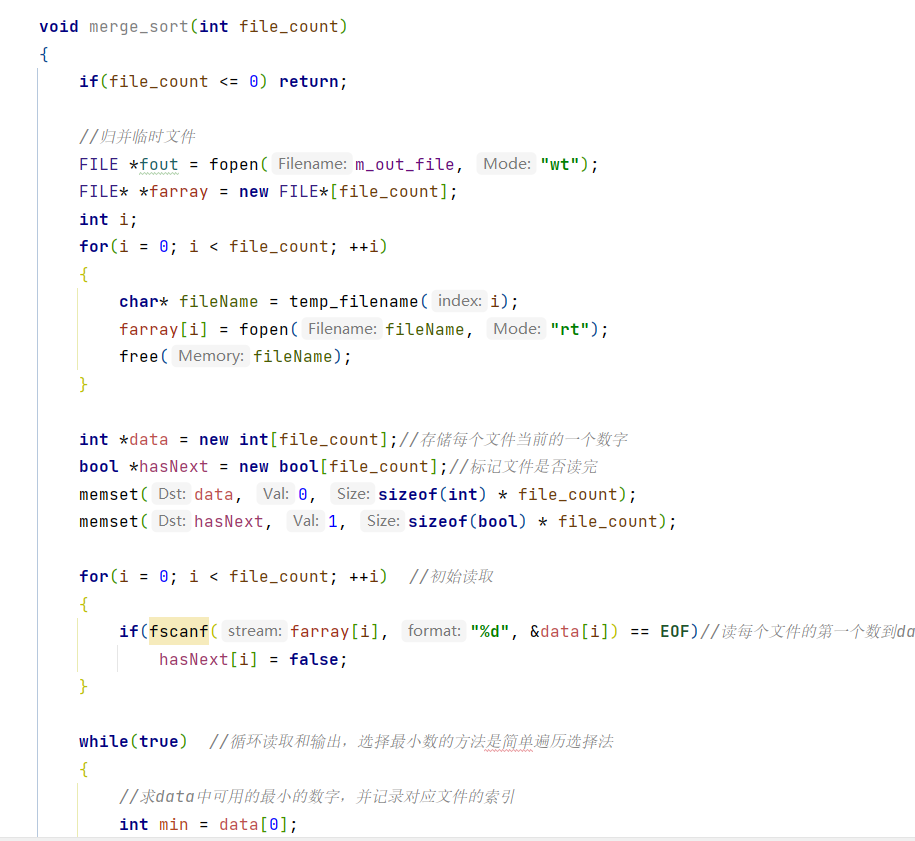 void merge_sort(int file_count)
{
if(file_count <= 0) return;
//归并临时文件
FILE *fout = fopen( Filename: m_out_file, Mode: "wt");
FILE* *farray = new FILE*[file_count];
int i;
for(i = 0; i < file_count; ++i)
{
char* fileName = temp_filename( index: i);
farray[i] = fopen( Filename: fileName, Mode: "rt");
free( Memory: fileName);
}
int *data = new int[file_count];//存储每个文件当前的一个数字
bool *hasNext = new bool[file_count];//标记文件是否读完
memset( Dst: data, Val: 0, Size: sizeof(int) * file_count);
memset( Dst: hasNext, Val: 1, Size: sizeof(bool) * file_count);
for(i = 0; i < file_count; ++i) //初始读取
{
if(fscanf( stream: farray[i], format: "%d", &data[i]) == EOF)//读每个文件的第一个数到da
hasNext[i] = false;
}
while(true) //循环读取和输出，选择最小数的方法是简单遍历选择法
{
//求data中可用的最小的数字，并记录对应文件的索引
int min = data[0];